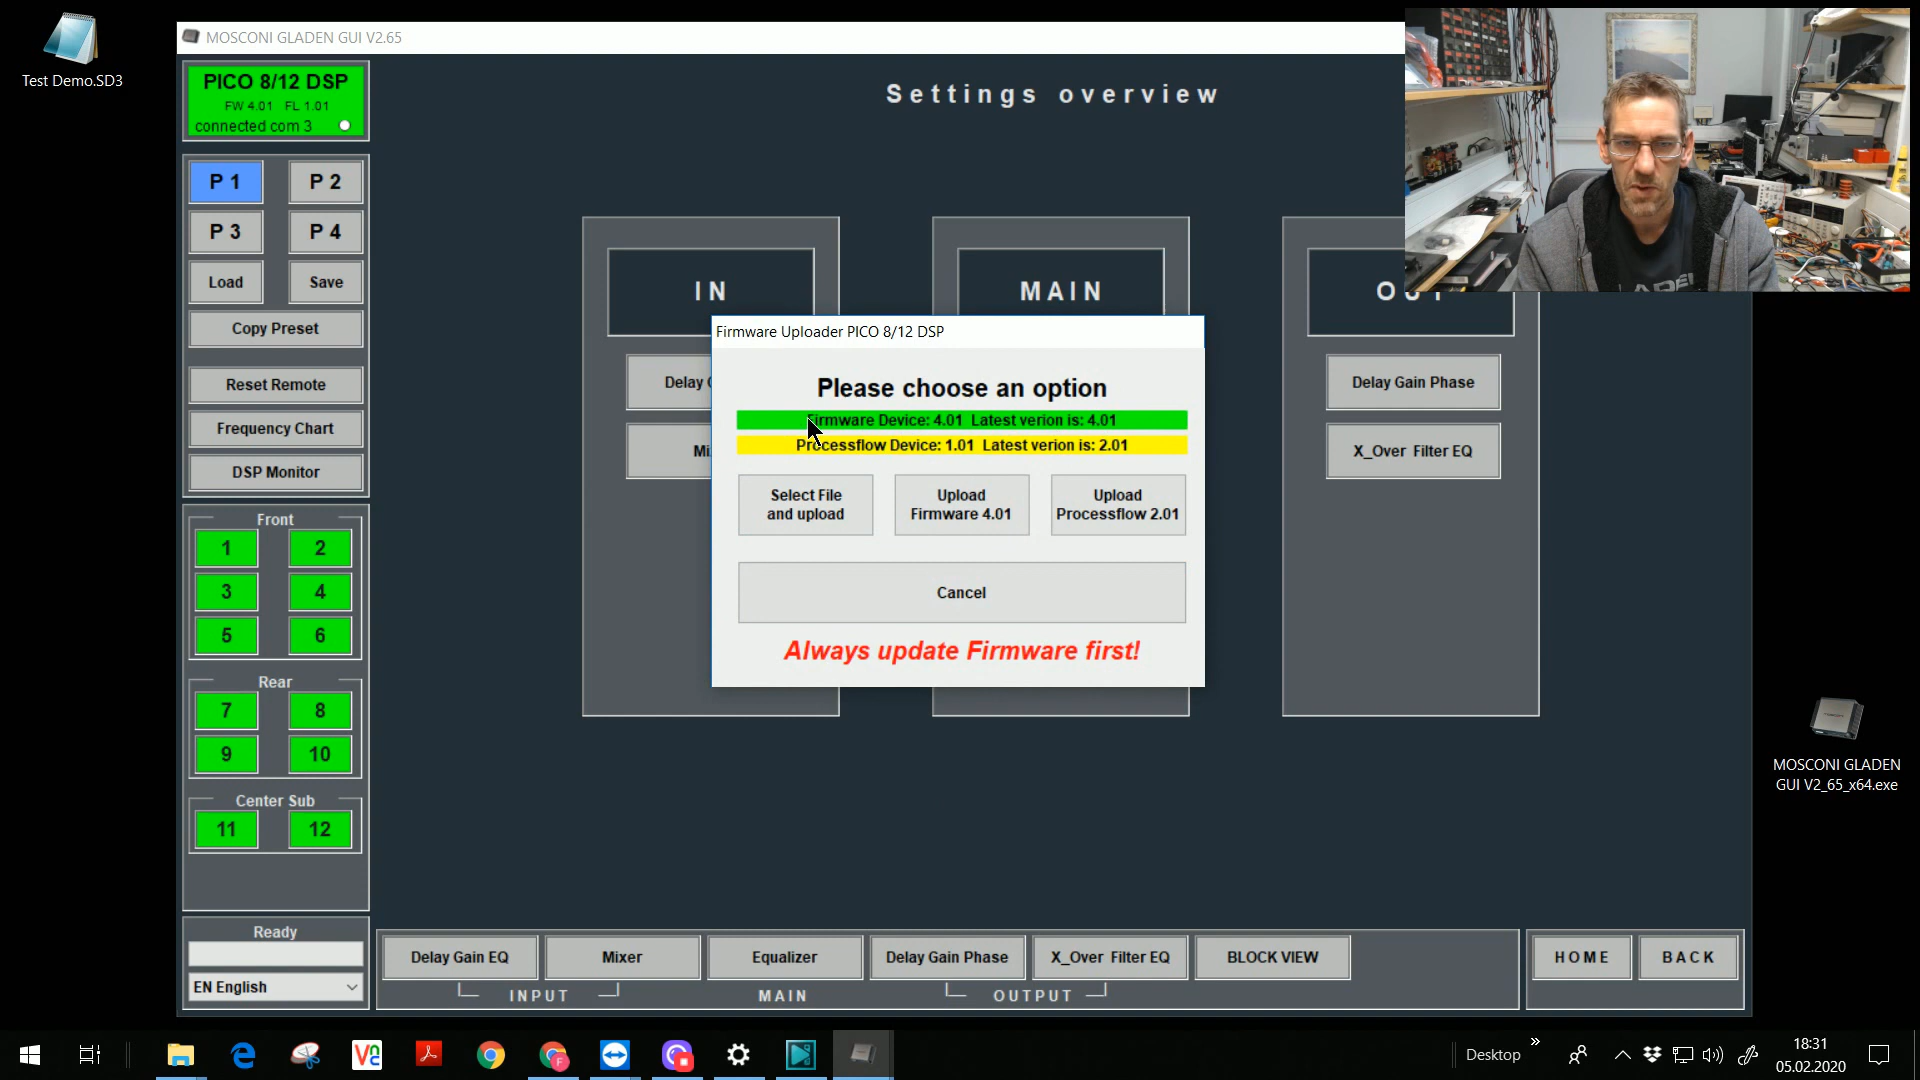 Test Demo.SD3
MOSCONI GLADEN GUI V2.65
PICO 8/12 DSP
FW 4.01 FL 1.01
connected com 3
P 1
P 2
P 3
P 4
Load
Save
Copy Preset
Reset Remote
Frequency Chart
DSP Monitor
Front
1
2
3
4
5
6
Rear
7
8
9
10
Center Sub
11
12
Ready
EN English
Settings overview
IN
MAIN
Delay
Delay Gain Phase
X_Over Filter EQ
Firmware Uploader PICO 8/12 DSP
Please choose an option
Firmware Device: 4.01 Latest verion is: 4.01
Processflow Device: 1.01 Latest verion is: 2.01
Select File
and upload
Upload
Firmware 4.01
Upload
Processflow 2.01
Cancel
Always update Firmware first!
MOSCONI GLADEN
GUI V2_65_x64.exe
Delay Gain EQ
Mixer
Equalizer
Delay Gain Phase
X_Over Filter EQ
BLOCK VIEW
HOME
BACK
INPUT
MAIN
OUTPUT
Desktop
18:31
05.02.2020